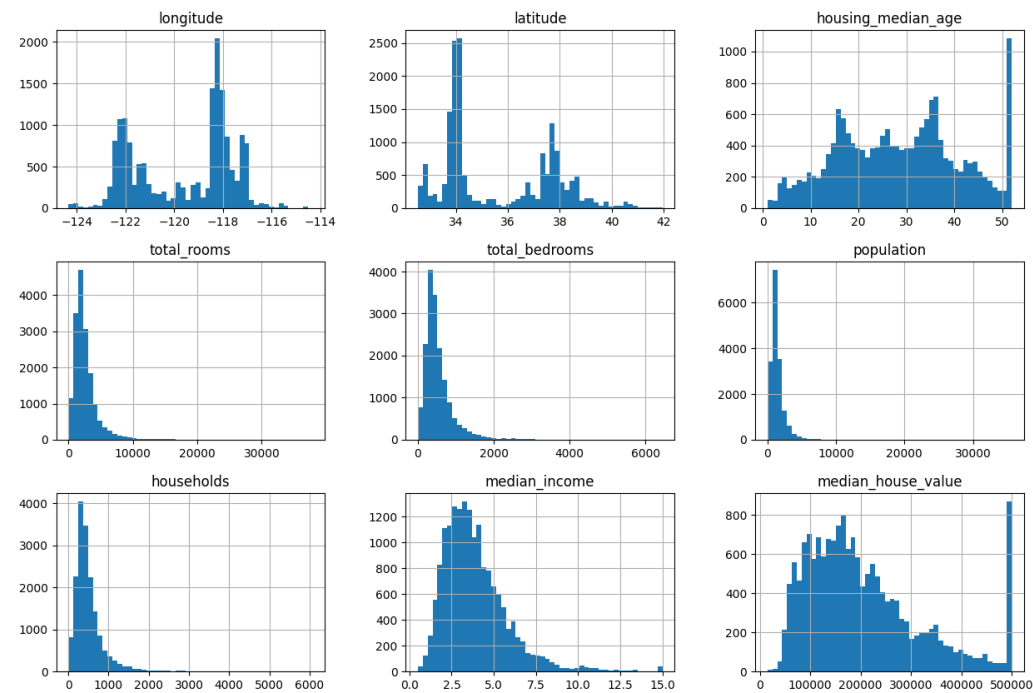 longitude
2000
1500
1000
500
0
−124 −122 −120 −118 −116 −114
latitude
2500
2000
1500
1000
500
0
34 36 38 40 42
housing_median_age
1000
800
600
400
200
0
0 10 20 30 40 50
total_rooms
4000
3000
2000
1000
0
0 10000 20000 30000
total_bedrooms
4000
3000
2000
1000
0
0 2000 4000 6000
population
6000
4000
2000
0
0 10000 20000 30000
households
4000
3000
2000
1000
0
0 1000 2000 3000 4000 5000 6000
median_income
1200
1000
800
600
400
200
0
0.0 2.5 5.0 7.5 10.0 12.5 15.0
median_house_value
800
600
400
200
0
0 100000 200000 300000 400000 500000